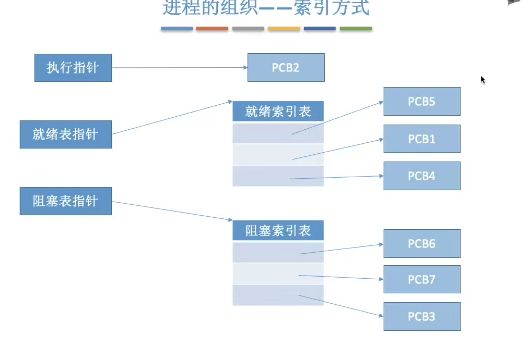 进程的组织——索引方式
执行指针
PCB2
就绪索引表
PCB5
就绪表指针
PCB1
PCB4
阻塞表指针
阻塞索引表
PCB6
PCB7
PCB3